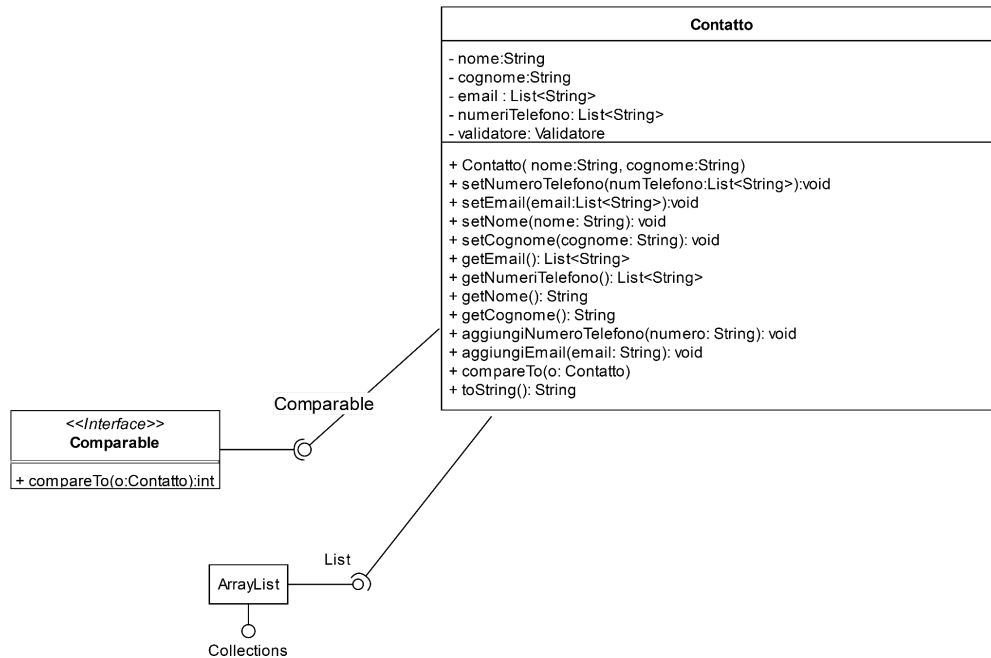 Contatto
- nome:String
- cognome:String
- email : List<String>
- numeriTelefono: List<String>
- validatore: Validatore
+ Contatto( nome:String, cognome:String)
+ setNumeroTelefono(numTelefono:List<String>):void
+ setEmail(email:List<String>):void
+ setNome(nome: String): void
+ setCognome(cognome: String): void
+ getEmail(): List<String>
+ getNumeriTelefono(): List<String>
+ getNome(): String
+ getCognome(): String
+ aggiungiNumeroTelefono(numero: String): void
+ aggiungiEmail(email: String): void
+ compareTo(o: Contatto)
+ toString(): String
Comparable
<<Interface>>
Comparable
+ compareTo(o:Contatto):int
List
ArrayList
Collections